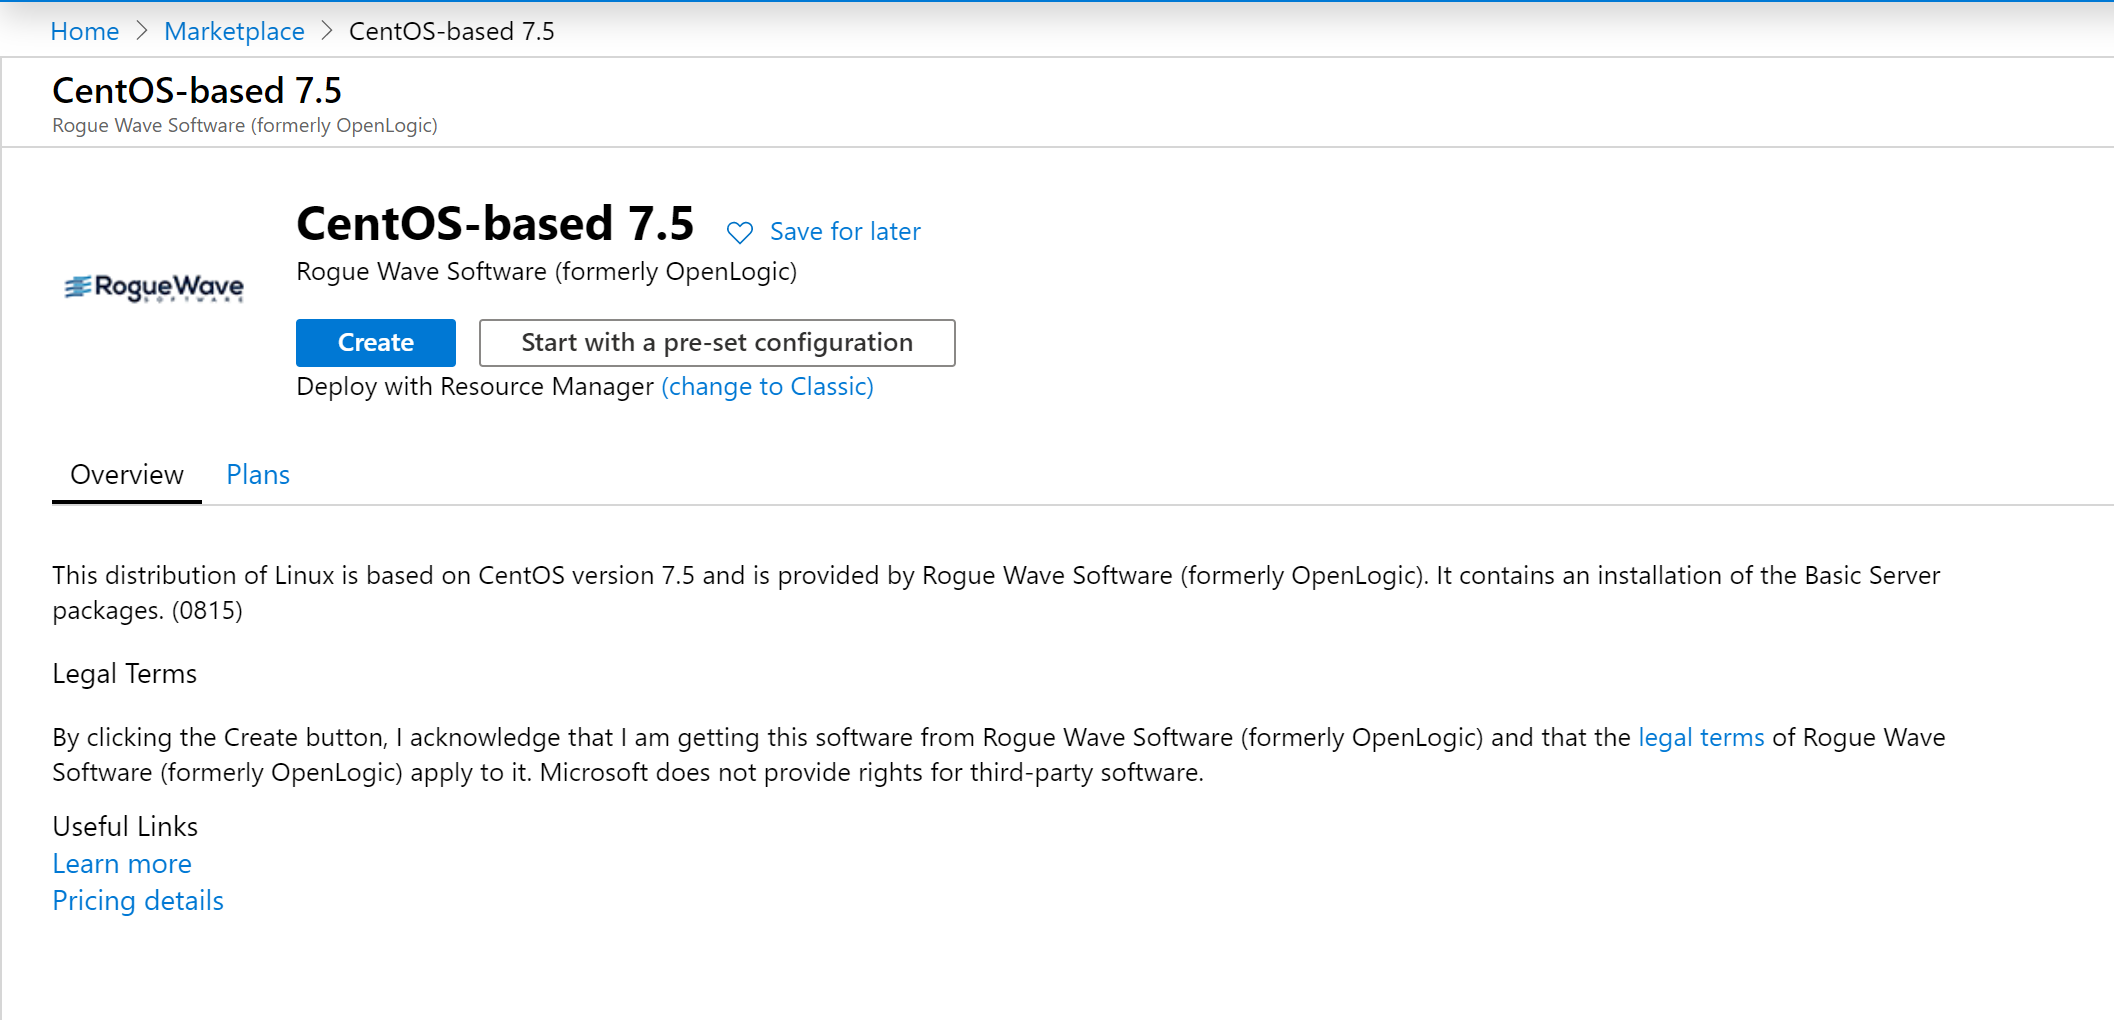 Home > Marketplace > CentOS-based 7.5
CentOS-based 7.5
Rogue Wave Software (formerly OpenLogic)
CentOS-based 7.5 Save for later
Rogue Wave Software (formerly OpenLogic)
RogueWave
SOFTWARE
Create Start with a pre-set configuration
Deploy with Resource Manager (change to Classic)
Overview Plans
This distribution of Linux is based on CentOS version 7.5 and is provided by Rogue Wave Software (formerly OpenLogic). It contains an installation of the Basic Server
packages. (0815)
Legal Terms
By clicking the Create button, I acknowledge that I am getting this software from Rogue Wave Software (formerly OpenLogic) and that the legal terms of Rogue Wave
Software (formerly OpenLogic) apply to it. Microsoft does not provide rights for third-party software.
Useful Links
Learn more
Pricing details